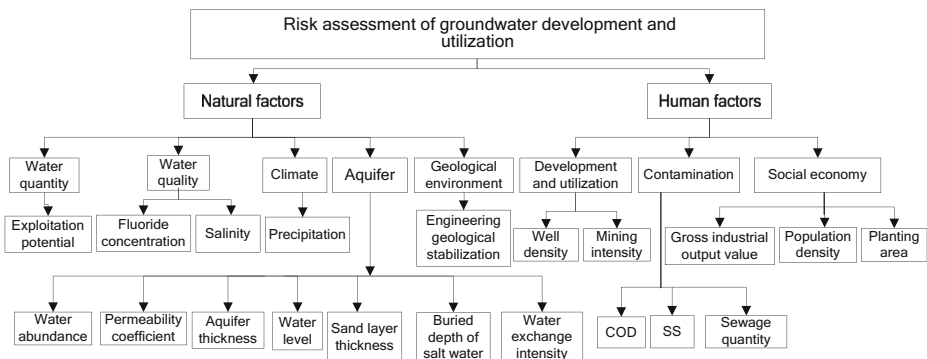 Risk assessment of groundwater development and
utilization
Natural factors
Human factors
Water
quantity
Water
quality
Climate
Aquifer
Geological
environment
Development
and utilization
Contamination
Social economy
Exploitation
potential
Fluoride
concentration
Salinity
Precipitation
Engineering
geological
stabilization
Well
density
Mining
intensity
Gross industrial
output value
Population
density
Planting
area
Water
abundance
Permeability
coefficient
Aquifer
thickness
Water
level
Sand layer
thickness
Buried
depth of
salt water
Water
exchange
intensity
COD
SS
Sewage
quantity